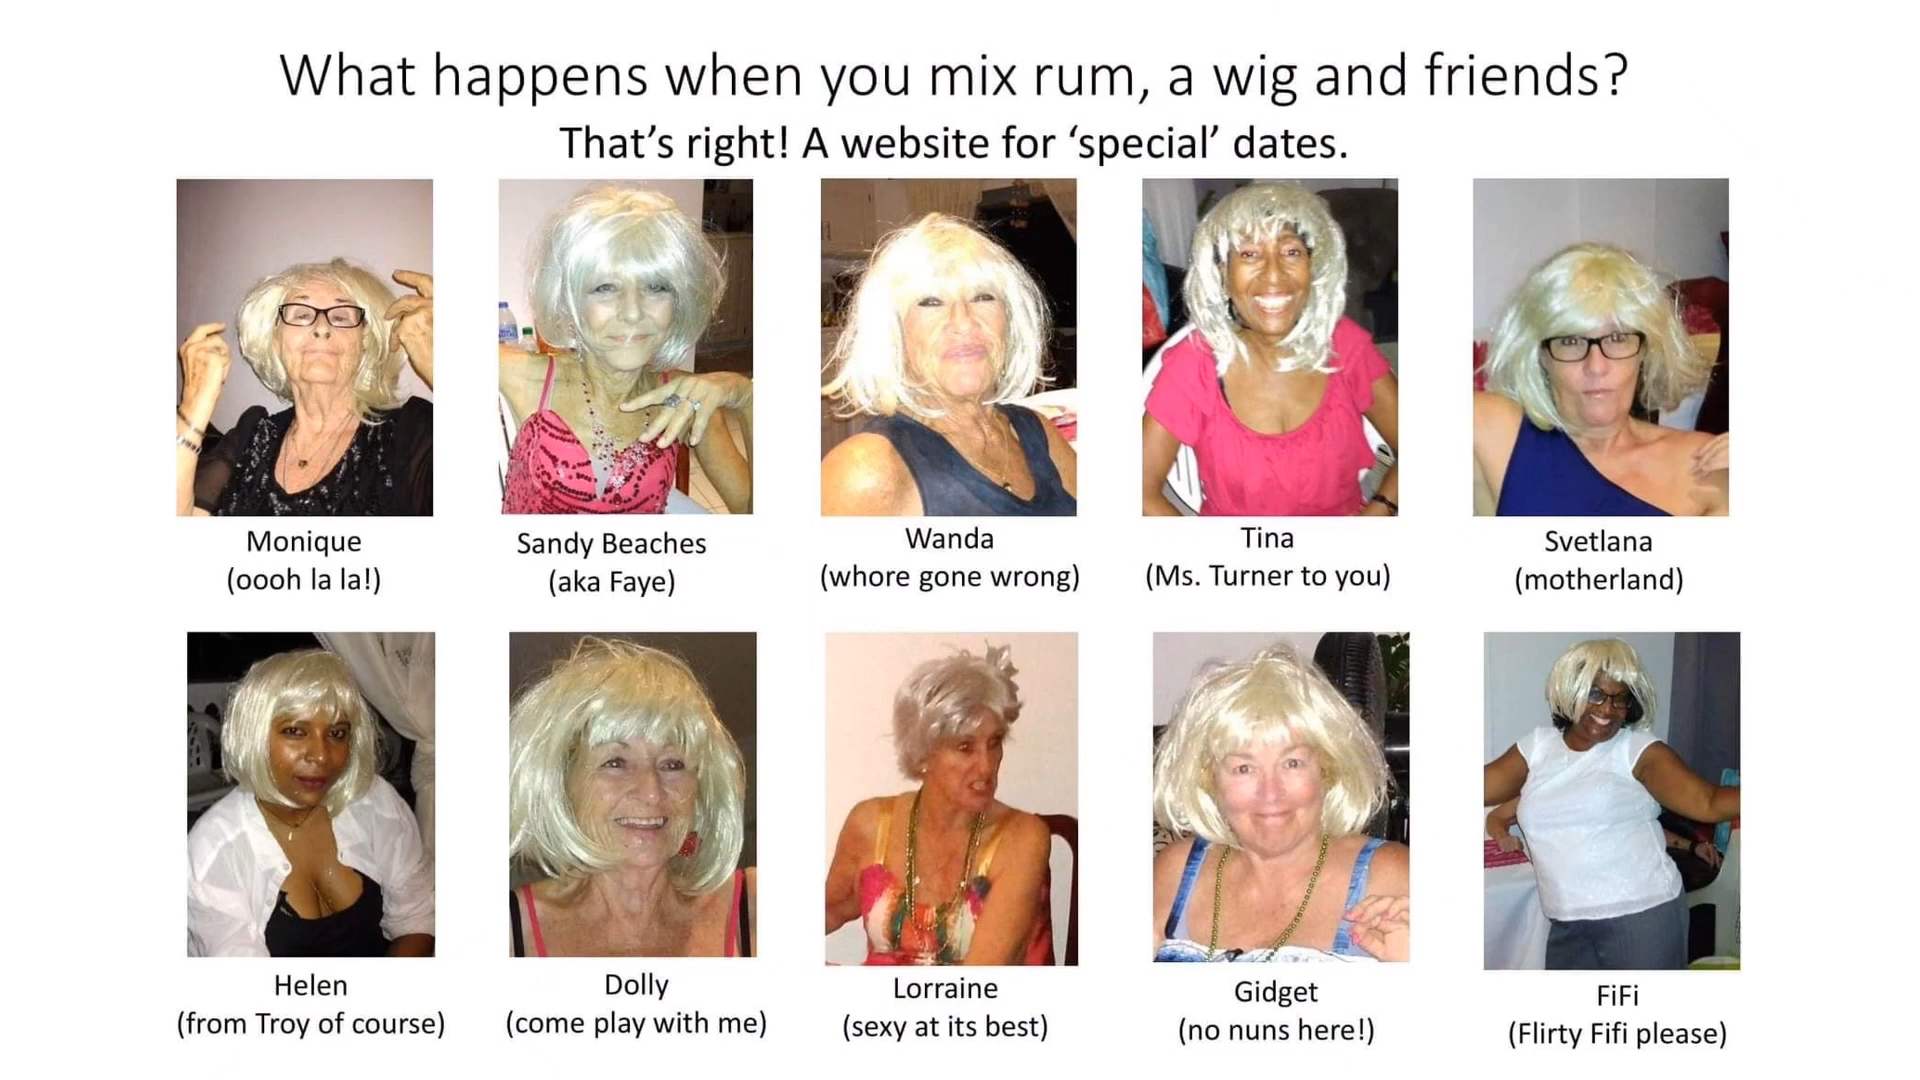 What happens when you mix rum, a wig and friends?
That’s right! A website for ‘special’ dates.
Monique
(oooh la la!)
Sandy Beaches
(aka Faye)
Wanda
(whore gone wrong)
Tina
(Ms. Turner to you)
Svetlana
(motherland)
Helen
(from Troy of course)
Dolly
(come play with me)
Lorraine
(sexy at its best)
Gidget
(no nuns here!)
FiFi
(Flirty Fifi please)